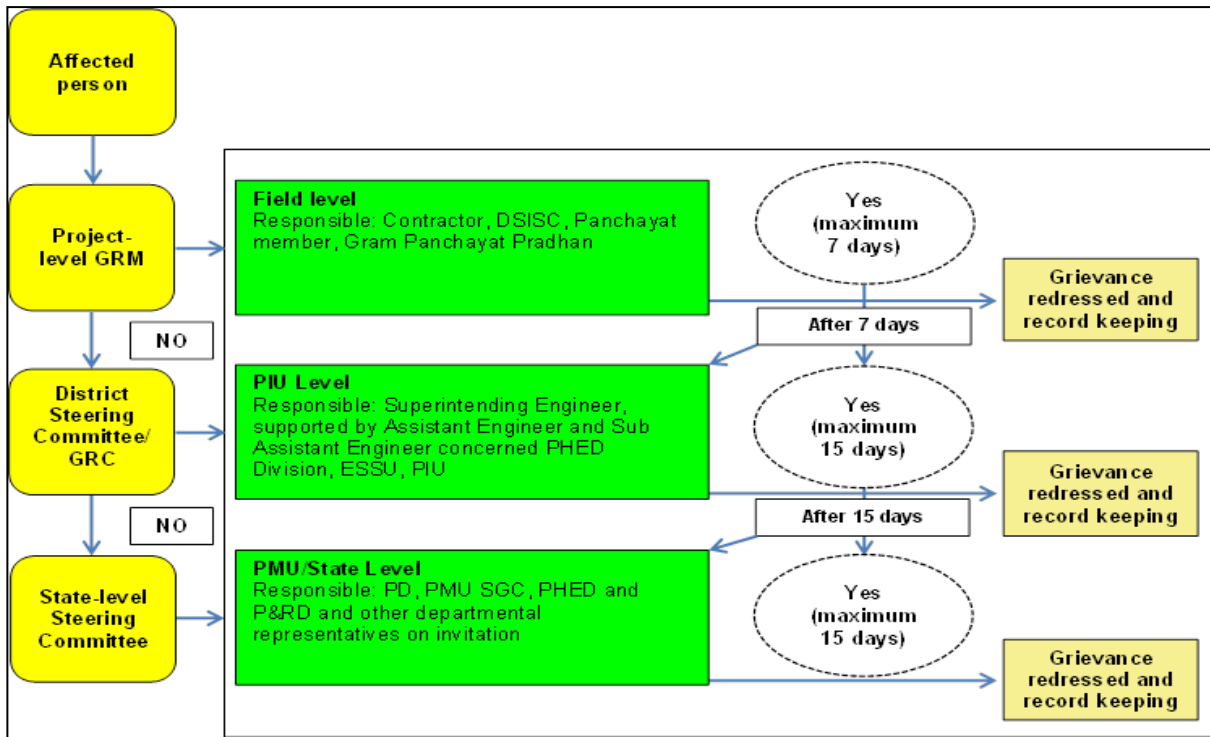 Affected
person
Project-
level GRM
Field level
Responsible: Contractor, DSISC, Panchayat
member, Gram Panchayat Pradhan
Yes
(maximum
7 days)
Grievance
redressed and
record keeping
NO
After 7 days
District
Steering
Committee/
GRC
PIU Level
Responsible: Superintending Engineer,
supported by Assistant Engineer and Sub
Assistant Engineer concerned PHED
Division, ESSU, PIU
Yes
(maximum
15 days)
Grievance
redressed and
record keeping
NO
After 15 days
State-level
Steering
Committee
PMU/State Level
Responsible: PD, PMU SGC, PHED and
P&RD and other departmental
representatives on invitation
Yes
(maximum
15 days)
Grievance
redressed and
record keeping